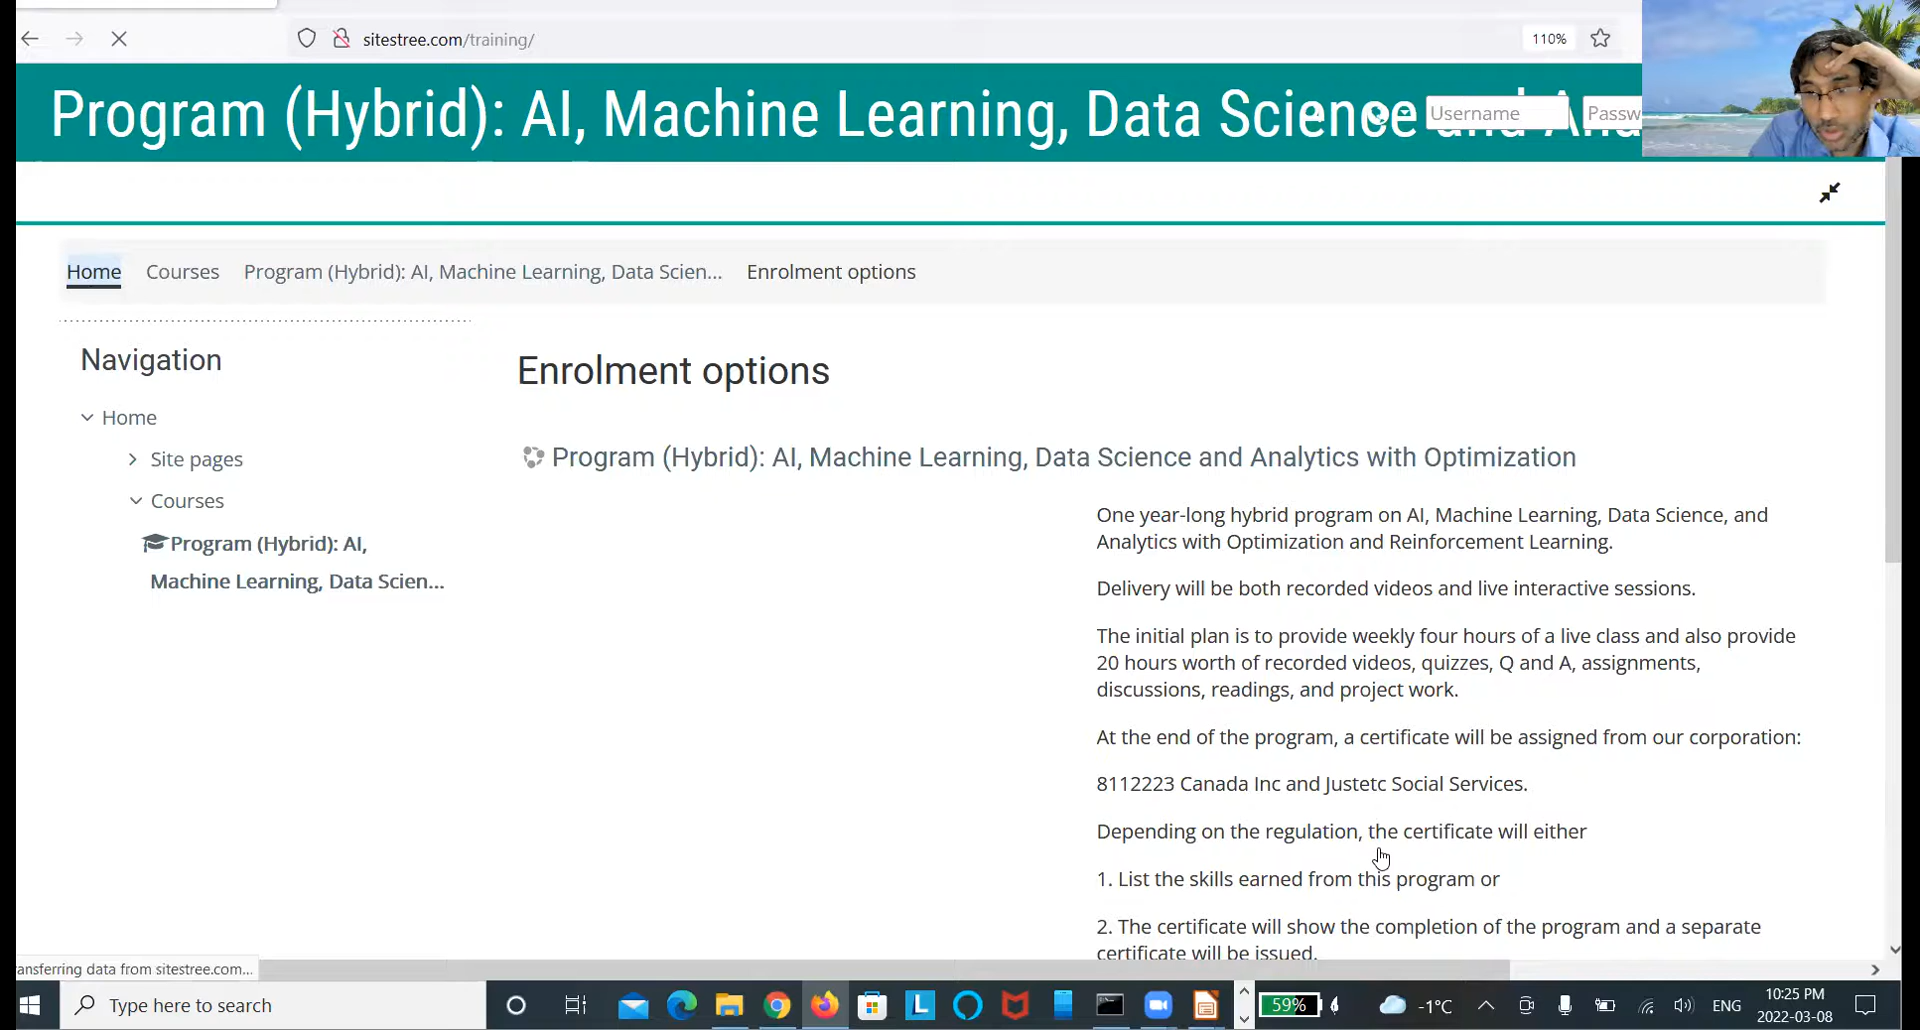 sitestree.com/training/
110%
Program (Hybrid): AI, Machine Learning, Data Science and Ana
Username
Passw
Home Courses Program (Hybrid): AI, Machine Learning, Data Scien... Enrolment options
Navigation
Home
Site pages
Courses
Program (Hybrid): AI,
Machine Learning, Data Scien...
Enrolment options
Program (Hybrid): AI, Machine Learning, Data Science and Analytics with Optimization
One year-long hybrid program on AI, Machine Learning, Data Science, and
Analytics with Optimization and Reinforcement Learning.
Delivery will be both recorded videos and live interactive sessions.
The initial plan is to provide weekly four hours of a live class and also provide
20 hours worth of recorded videos, quizzes, Q and A, assignments,
discussions, readings, and project work.
At the end of the program, a certificate will be assigned from our corporation:
8112223 Canada Inc and Justetc Social Services.
Depending on the regulation, the certificate will either
1. List the skills earned from this program or
2. The certificate will show the completion of the program and a separate
certificate will be issued.
ansferring data from sitestree.com...
Type here to search
L
59%
-1°C
ENG
10:25 PM
2022-03-08